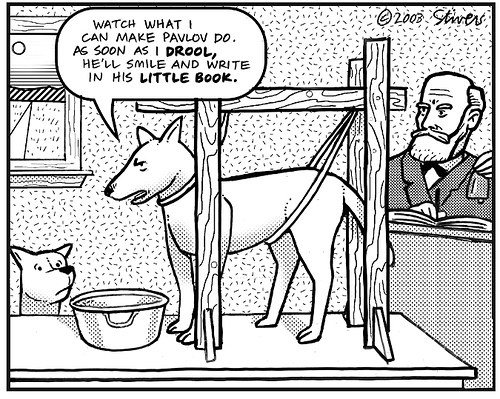 © 2003 Stivers
WATCH WHAT I
CAN MAKE PAVLOV DO.
AS SOON AS I DROOL,
HE'LL SMILE AND WRITE
IN HIS LITTLE BOOK.